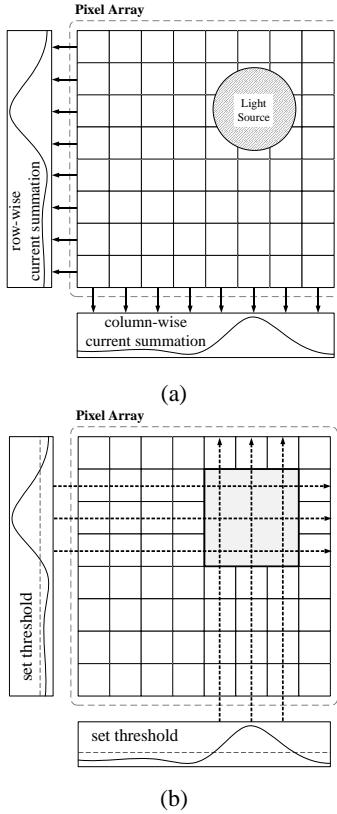 Pixel Array
Light
Source
row-wise
current summation
column-wise
current summation
(a)
Pixel Array
set threshold
set threshold
(b)